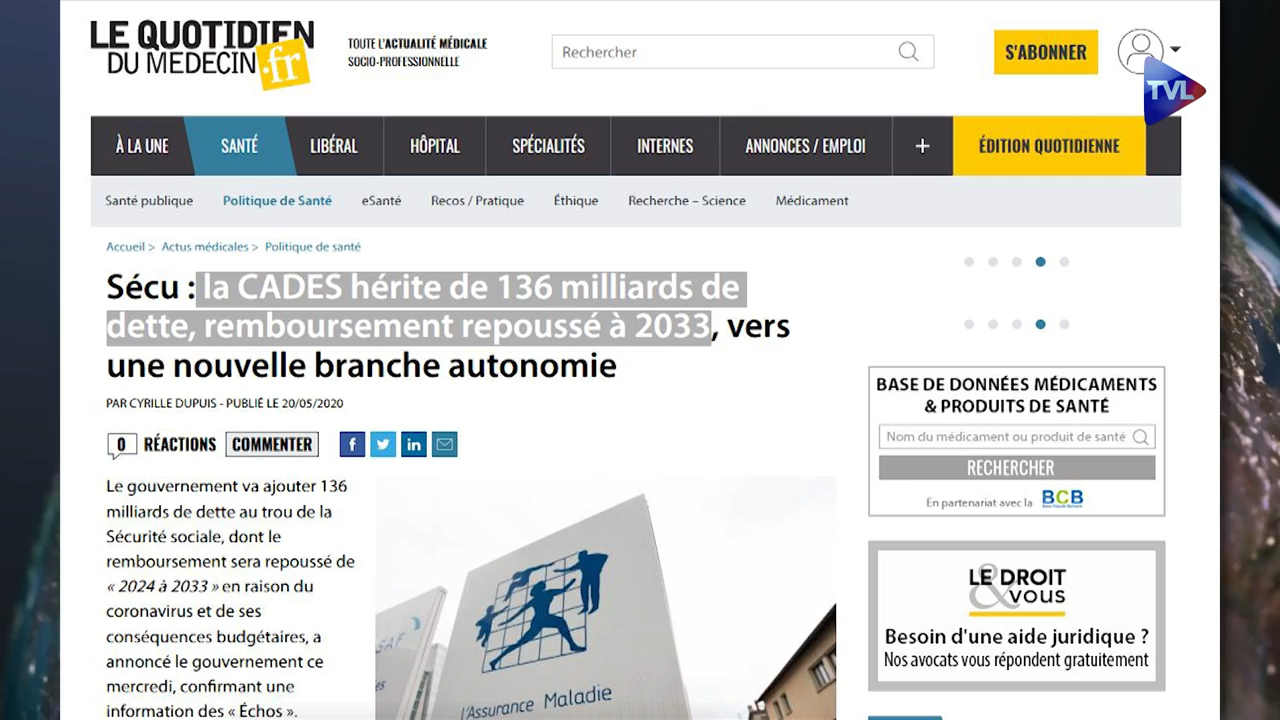 LE QUOTIDIEN
DU MEDECIN.fr
TOUTE L'ACTUALITÉ MÉDICALE
SOCIO-PROFESSIONNELLE
Rechercher
S'ABONNER
TVL
À LA UNE
SANTÉ
LIBÉRAL
HÔPITAL
SPÉCIALITÉS
INTERNES
ANNONCES / EMPLOI
+
ÉDITION QUOTIDIENNE
Santé publique
Politique de Santé
eSanté
Recos / Pratique
Éthique
Recherche – Science
Médicament
Accueil > Actus médicales > Politique de santé
Sécu : la CADES hérite de 136 milliards de
dette, remboursement repoussé à 2033, vers
une nouvelle branche autonomie
PAR CYRILLE DUPUIS - PUBLIÉ LE 20/05/2020
0 RÉACTIONS COMMENTER
Le gouvernement va ajouter 136
milliards de dette au trou de la
Sécurité sociale, dont le
remboursement sera repoussé de
« 2024 à 2033 » en raison du
coronavirus et de ses
conséquences budgétaires, a
annoncé le gouvernement ce
mercredi, confirmant une
information des « Échos ».
l'Assurance Maladie
BASE DE DONNÉES MÉDICAMENTS
& PRODUITS DE SANTÉ
Nom du médicament ou produit de santé
RECHERCHER
En partenariat avec la BCB
LE DROIT
& VOUS
Besoin d'une aide juridique ?
Nos avocats vous répondent gratuitement